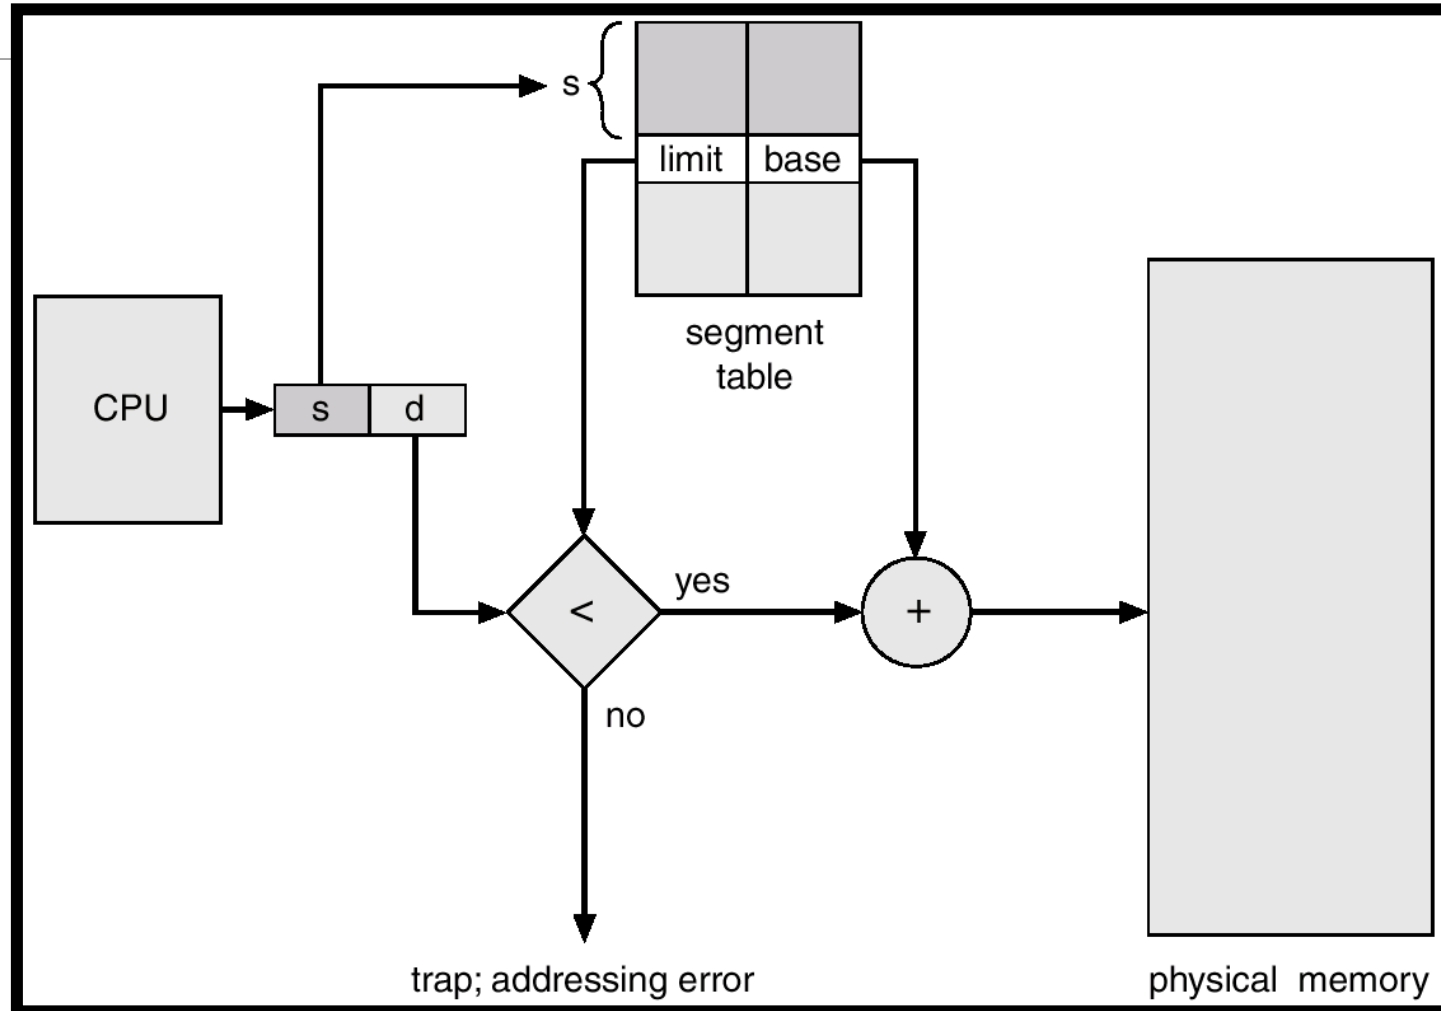 s
limit base
segment
table
CPU
s d
<
yes
+
no
trap; addressing error
physical memory